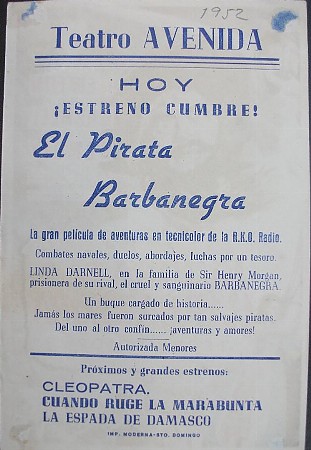 1952
Teatro AVENIDA
HOY
¡ESTRENO CUMBRE!
El Pirata
Barbanegra
La gran película de aventuras en tecnicolor de la R.K.O. Radio.
Combates navales, duelos, abordajes, luchas por un tesoro.
LINDA DARNELL, en la familia de Sir Henry Morgan,
prisionera de su rival, el cruel y sanguinario BARBANEGRA.
Un buque cargado de historia......
Jamás los mares fueron surcados por tan salvajes piratas.
Del uno al otro confín...... ¡aventuras y amores!
Autorizada Menores
Próximos y grandes estrenos:
CLEOPATRA.
CUANDO RUGE LA MARABUNTA
LA ESPADA DE DAMASCO
IMP. MODERNA-STO. DOMINGO